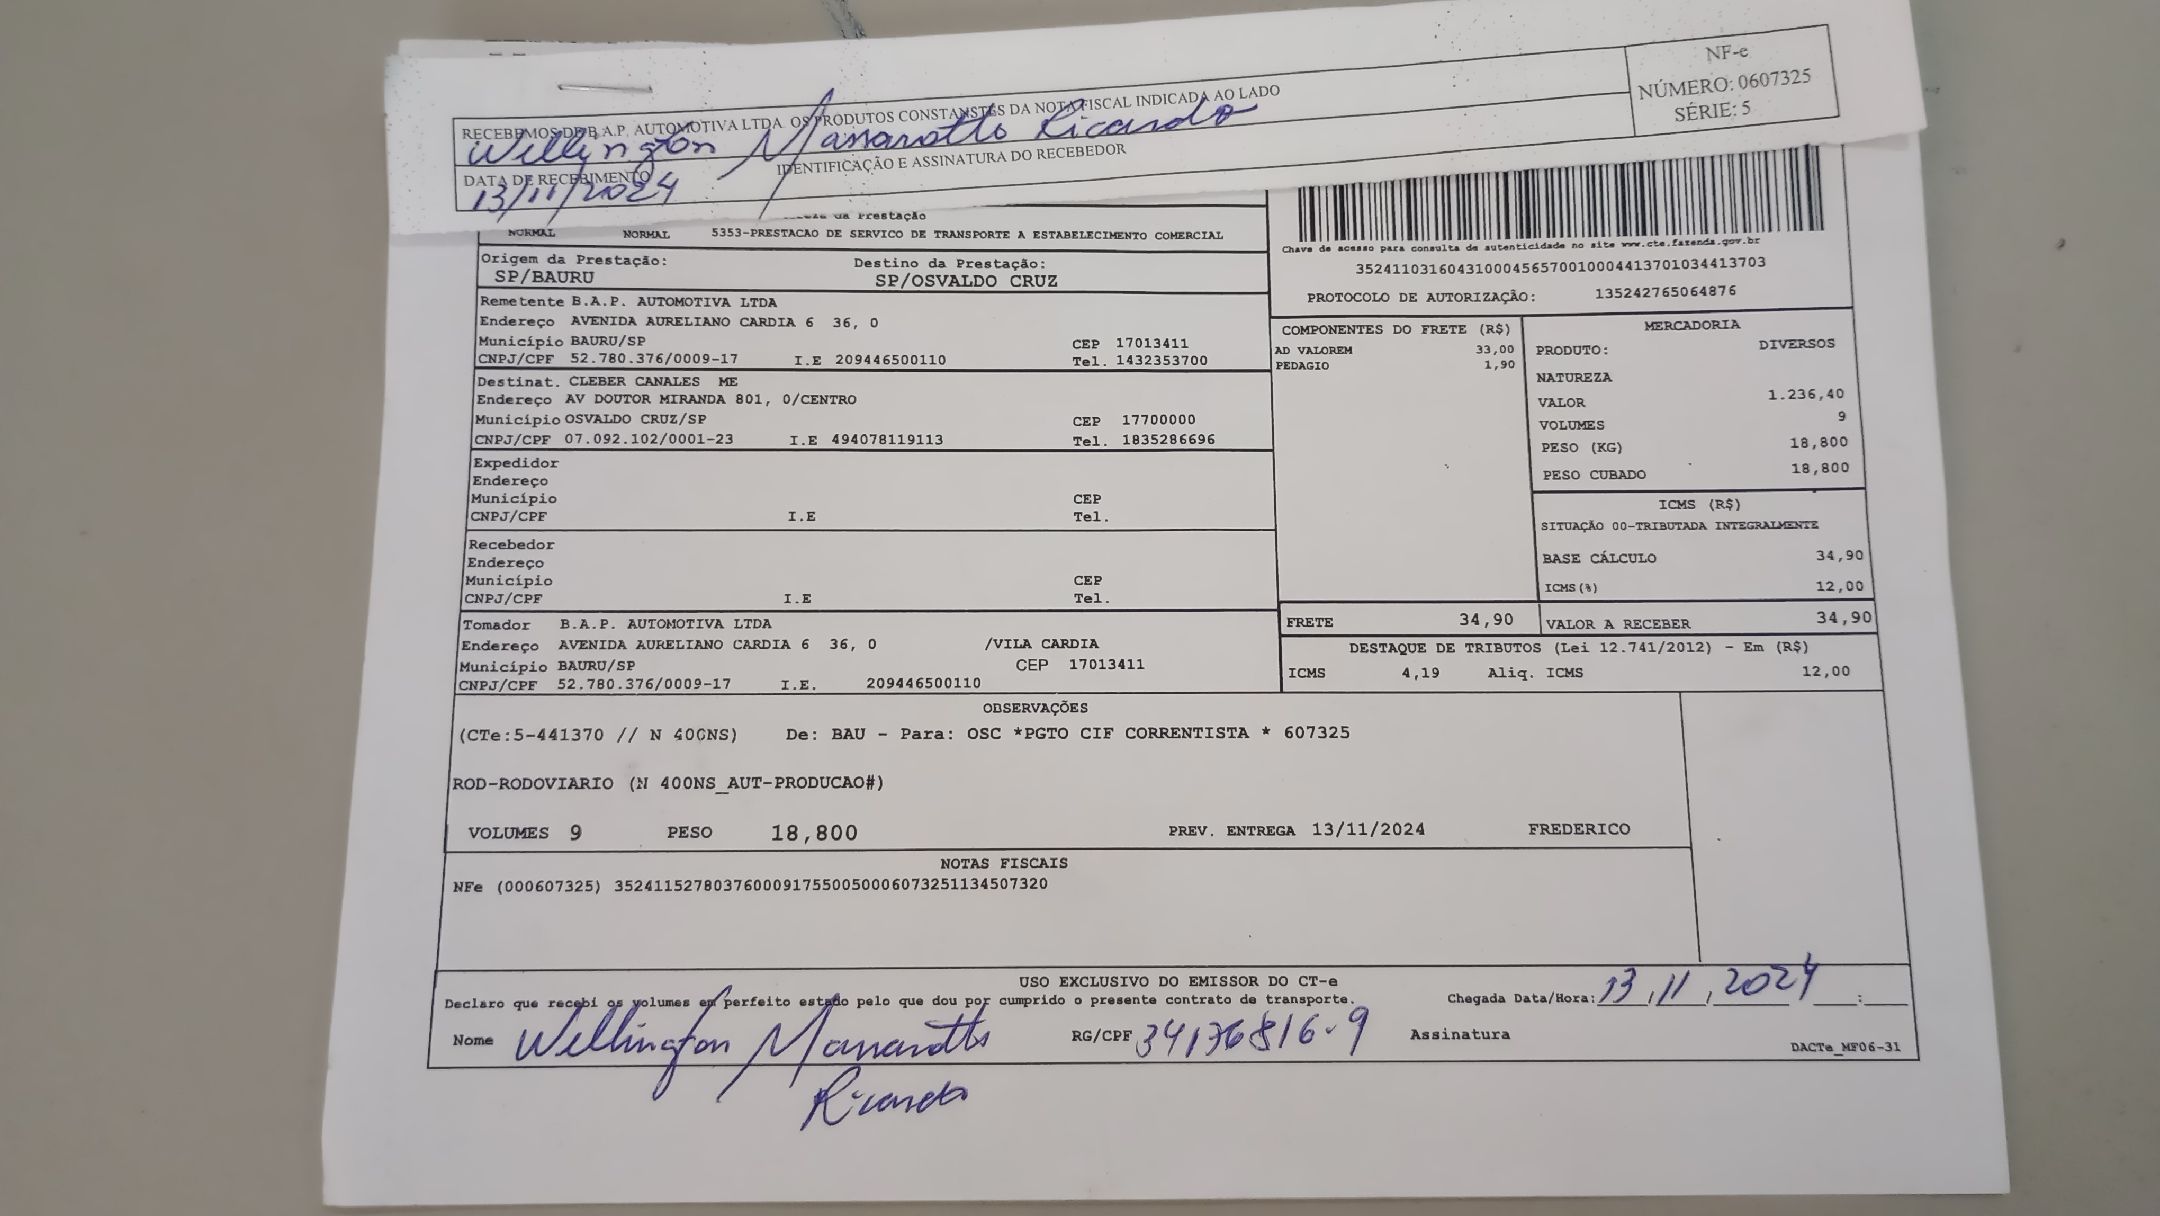 NF-e
NÚMERO: 0607325
SÉRIE: 5
RECEBEMOS DE B.A.P. AUTOMOTIVA LTDA OS PRODUTOS CONSTANSTES DA NOTA FISCAL INDICADA AO LADO
Wellington Manarotto Ricardo
DATA DE RECEBIMENTO IDENTIFICAÇÃO E ASSINATURA DO RECEBEDOR
13/11/2024
da Prestação
NORMAL NORMAL 5353-PRESTACAO DE SERVICO DE TRANSPORTE A ESTABELECIMENTO COMERCIAL
Chave de acesso para consulta de autenticidade no site www.cte.fazenda.gov.br
35241103160431000456570010004413701034413703
PROTOCOLO DE AUTORIZAÇÃO: 135242765064876
Origem da Prestação: Destino da Prestação:
SP/BAURU SP/OSVALDO CRUZ
Remetente B.A.P. AUTOMOTIVA LTDA
Endereço AVENIDA AURELIANO CARDIA 6 36, 0
Município BAURU/SP CEP 17013411
CNPJ/CPF 52.780.376/0009-17 I.E 209446500110 Tel. 1432353700
Destinat. CLEBER CANALES ME
Endereço AV DOUTOR MIRANDA 801, 0/CENTRO
Município OSVALDO CRUZ/SP CEP 17700000
CNPJ/CPF 07.092.102/0001-23 I.E 494078119113 Tel. 1835286696
Expedidor
Endereço
Município CEP
CNPJ/CPF I.E Tel.
Recebedor
Endereço
Município CEP
CNPJ/CPF I.E Tel.
Tomador B.A.P. AUTOMOTIVA LTDA
Endereço AVENIDA AURELIANO CARDIA 6 36, 0 /VILA CARDIA
Município BAURU/SP CEP 17013411
CNPJ/CPF 52.780.376/0009-17 I.E. 209446500110
COMPONENTES DO FRETE (R$)
AD VALOREM 33,00
PEDAGIO 1,90
MERCADORIA
PRODUTO: DIVERSOS
NATUREZA
VALOR 1.236,40
VOLUMES 9
PESO (KG) 18,800
PESO CUBADO 18,800
ICMS (R$)
SITUAÇÃO 00-TRIBUTADA INTEGRALMENTE
BASE CÁLCULO 34,90
ICMS(%) 12,00
FRETE 34,90 VALOR A RECEBER 34,90
DESTAQUE DE TRIBUTOS (Lei 12.741/2012) - Em (R$)
ICMS 4,19 Aliq. ICMS 12,00
OBSERVAÇÕES
(CTe:5-441370 // N 400NS) De: BAU - Para: OSC *PGTO CIF CORRENTISTA * 607325
ROD-RODOVIARIO (N 400NS_AUT-PRODUCAO#)
VOLUMES 9 PESO 18,800 PREV. ENTREGA 13/11/2024 FREDERICO
NOTAS FISCAIS
NFe (000607325) 35241152780376000917550050006073251134507320
USO EXCLUSIVO DO EMISSOR DO CT-e
Declaro que recebi os volumes em perfeito estado pelo que dou por cumprido o presente contrato de transporte. Chegada Data/Hora: 13,11,2024 :
Nome Wellington Manarotto RG/CPF 34136816-9 Assinatura
Ricardo
DACTe_MF06-31